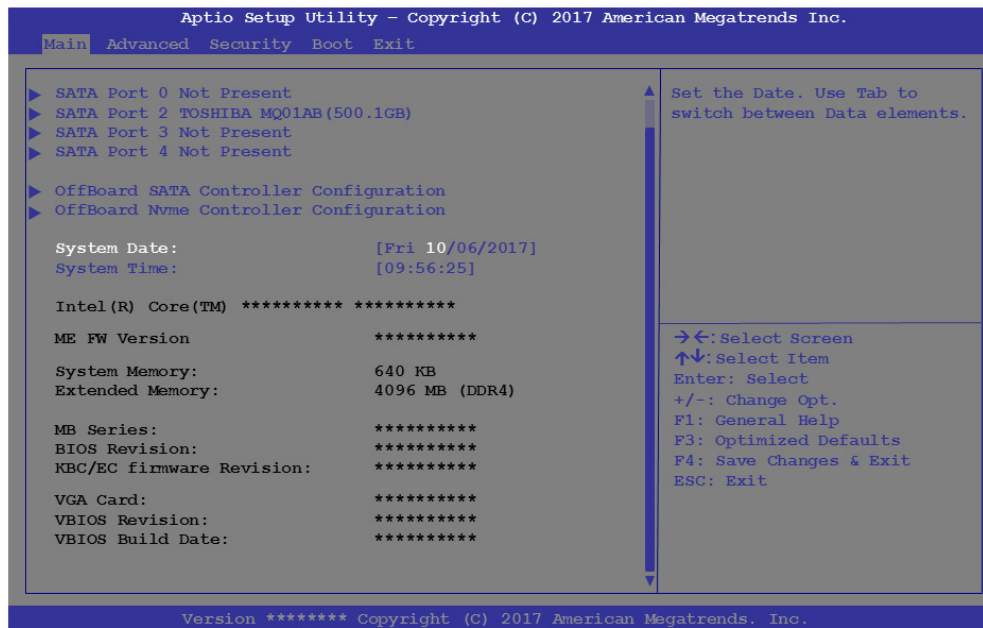 Aptio Setup Utility – Copyright (C) 2017 American Megatrends Inc.
Main Advanced Security Boot Exit
▶ SATA Port 0 Not Present
▶ SATA Port 2 TOSHIBA MQ01AB(500.1GB)
▶ SATA Port 3 Not Present
▶ SATA Port 4 Not Present
▶ OffBoard SATA Controller Configuration
▶ OffBoard Nvme Controller Configuration
System Date: [Fri 10/06/2017]
System Time: [09:56:25]
Intel(R) Core(TM) ********** **********
ME FW Version **********
System Memory: 640 KB
Extended Memory: 4096 MB (DDR4)
MB Series: **********
BIOS Revision: **********
KBC/EC firmware Revision: **********
VGA Card: **********
VBIOS Revision: **********
VBIOS Build Date: **********
Set the Date. Use Tab to
switch between Data elements.
→←: Select Screen
↑↓: Select Item
Enter: Select
+/-: Change Opt.
F1: General Help
F3: Optimized Defaults
F4: Save Changes & Exit
ESC: Exit
Version ******** Copyright (C) 2017 American Megatrends. Inc.